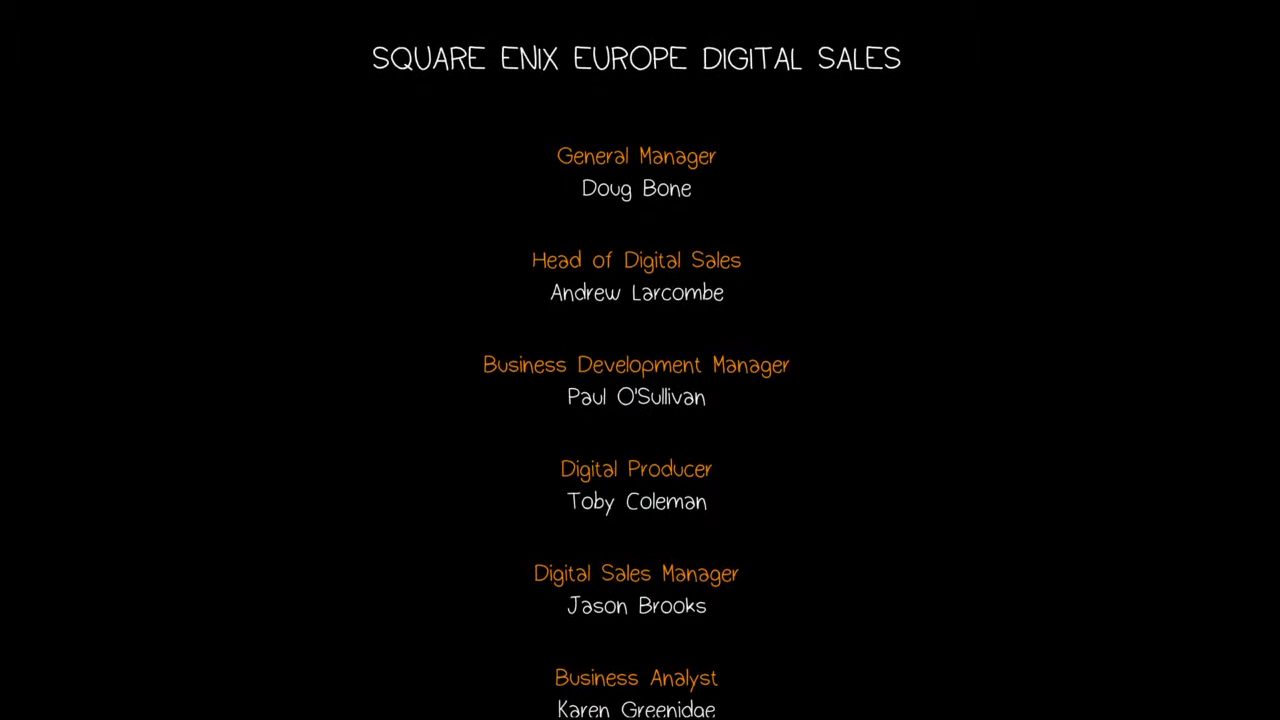 SQUARE ENIX EUROPE DIGITAL SALES
General Manager
Doug Bone
Head of Digital Sales
Andrew Larcombe
Business Development Manager
Paul O'Sullivan
Digital Producer
Toby Coleman
Digital Sales Manager
Jason Brooks
Business Analyst
Karen Greenidge